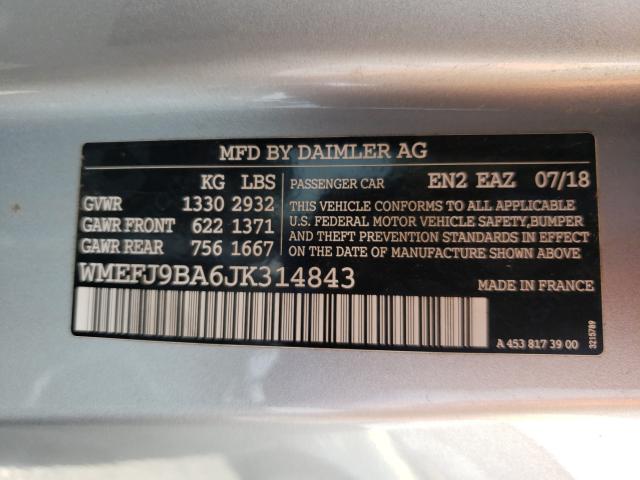 MFD BY DAIMLER AG
KG LBS
GVWR 1330 2932
GAWR FRONT 622 1371
GAWR REAR 756 1667
PASSENGER CAR EN2 EAZ 07/18
THIS VEHICLE CONFORMS TO ALL APPLICABLE
U.S. FEDERAL MOTOR VEHICLE SAFETY,BUMPER
AND THEFT PREVENTION STANDARDS IN EFFECT
ON THE DATE OF MANUFACTURE SHOWN ABOVE
WMEFJ9BA6JK314843
MADE IN FRANCE
A 453 817 39 00
3215789